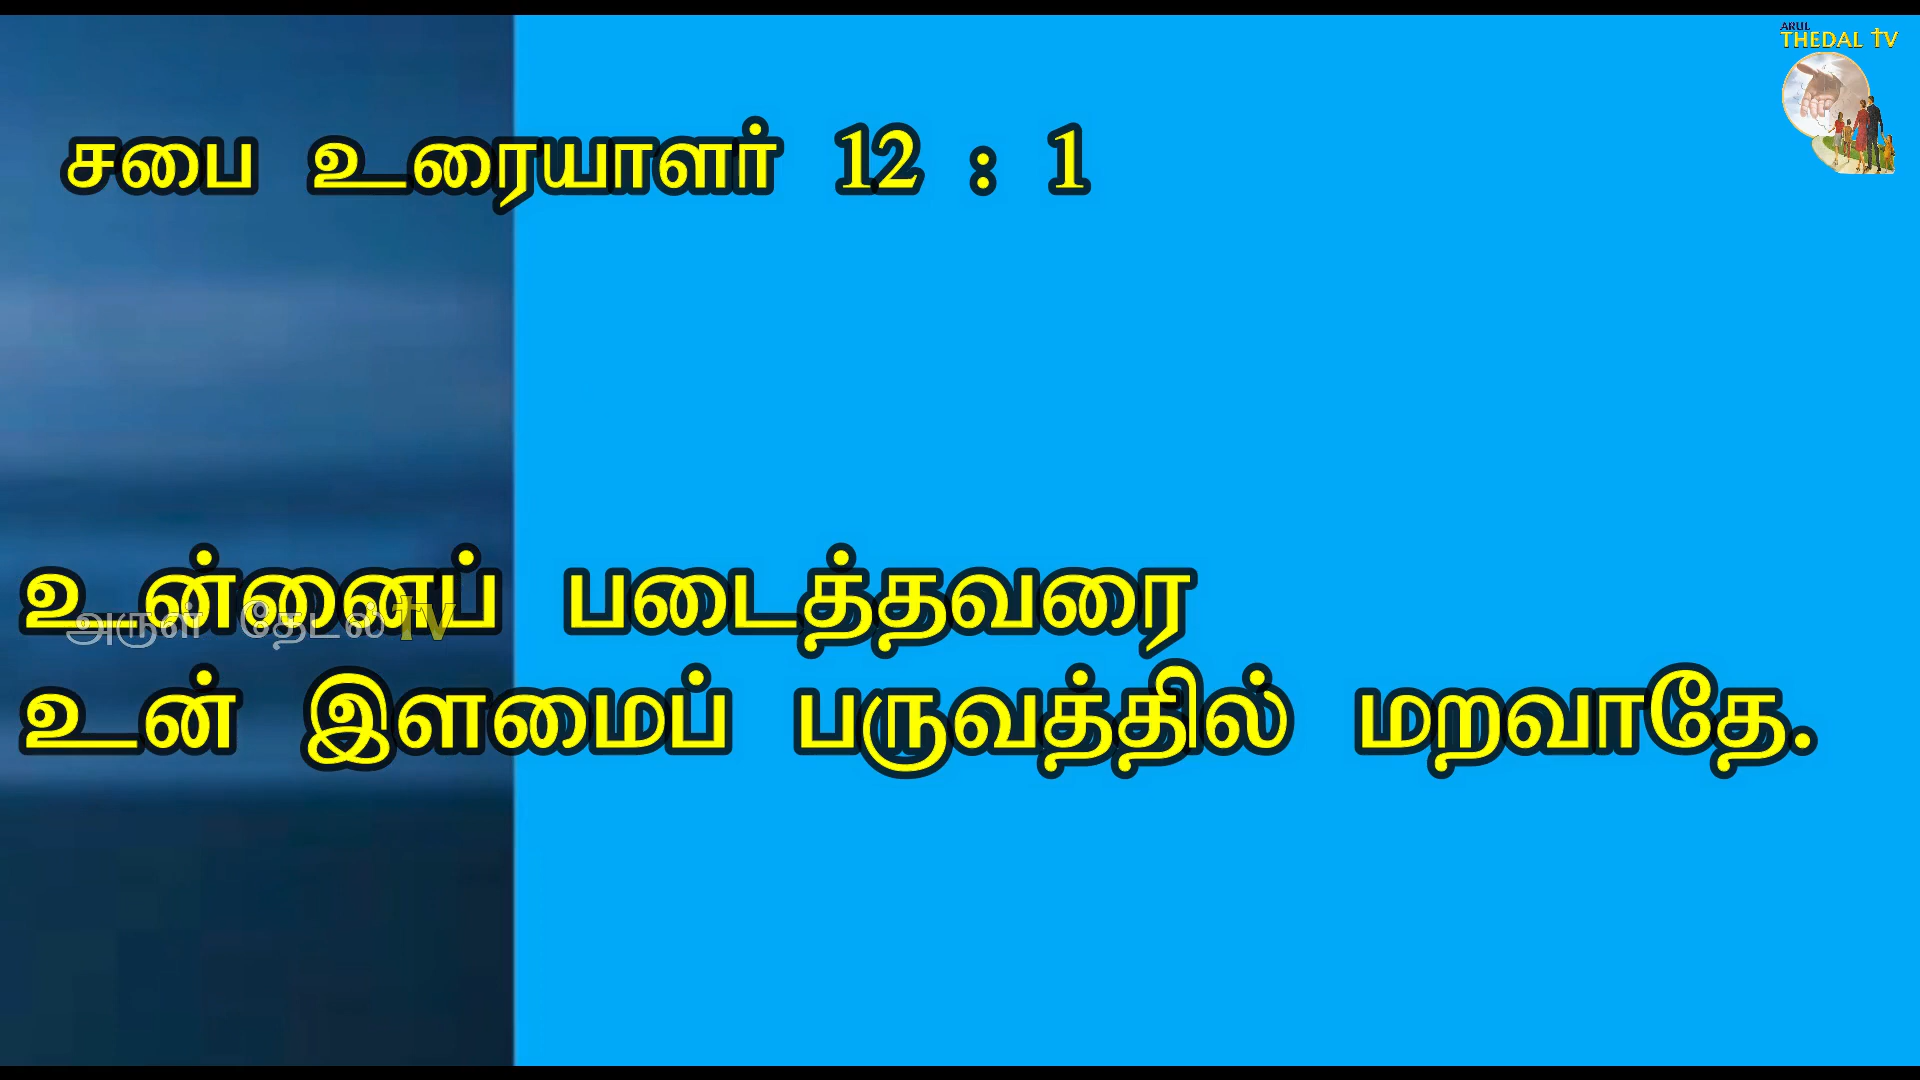 ARUL
THEDAL TV
சபை உரையாளர் 12 : 1
உன்னைப் படைத்தவரை
அருள் தேடல் TV
உன் இளமைப் பருவத்தில் மறவாதே.